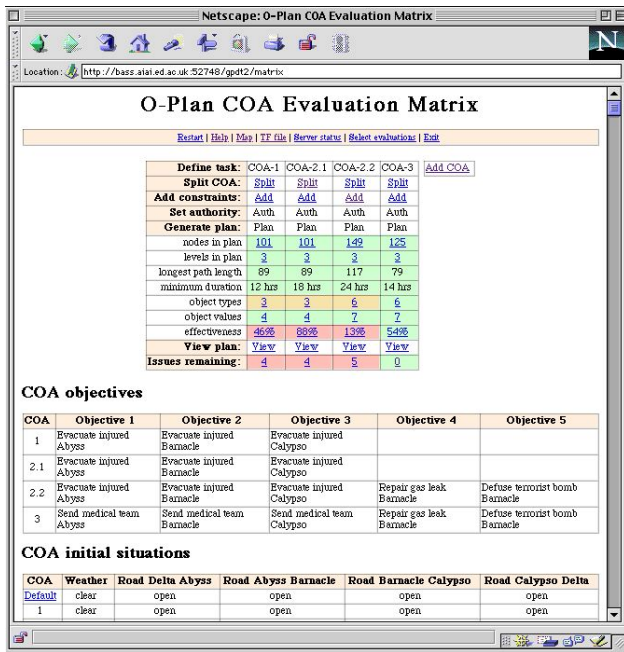 Netscape: O-Plan COA Evaluation Matrix
N
Location: http://bass.aiai.ed.ac.uk:52748/gpdt2/matrix
O-Plan COA Evaluation Matrix
Restart | Help | Map | TF file | Server status | Select evaluations | Exit
Define task: COA-1 COA-2.1 COA-2.2 COA-3 Add COA
Split COA: Split Split Split Split
Add constraints: Add Add Add Add
Set authority: Auth Auth Auth Auth
Generate plan: Plan Plan Plan Plan
nodes in plan 101 101 149 125
levels in plan 3 3 3 3
longest path length 89 89 117 79
minimum duration 12 hrs 18 hrs 24 hrs 14 hrs
object types 3 3 6 6
object values 4 4 7 7
effectiveness 46% 88% 13% 54%
View plan: View View View View
Issues remaining: 4 4 5 0
COA objectives
COA Objective 1 Objective 2 Objective 3 Objective 4 Objective 5
1 Evacuate injured Abyss Evacuate injured Barnacle Evacuate injured Calypso
2.1 Evacuate injured Abyss Evacuate injured Barnacle Evacuate injured Calypso
2.2 Evacuate injured Abyss Evacuate injured Barnacle Evacuate injured Calypso Repair gas leak Barnacle Defuse terrorist bomb Barnacle
3 Send medical team Abyss Send medical team Barnacle Send medical team Calypso Repair gas leak Barnacle Defuse terrorist bomb Barnacle
COA initial situations
COA Weather Road Delta Abyss Road Abyss Barnacle Road Barnacle Calypso Road Calypso Delta
Default clear open open open open
1 clear open open open open